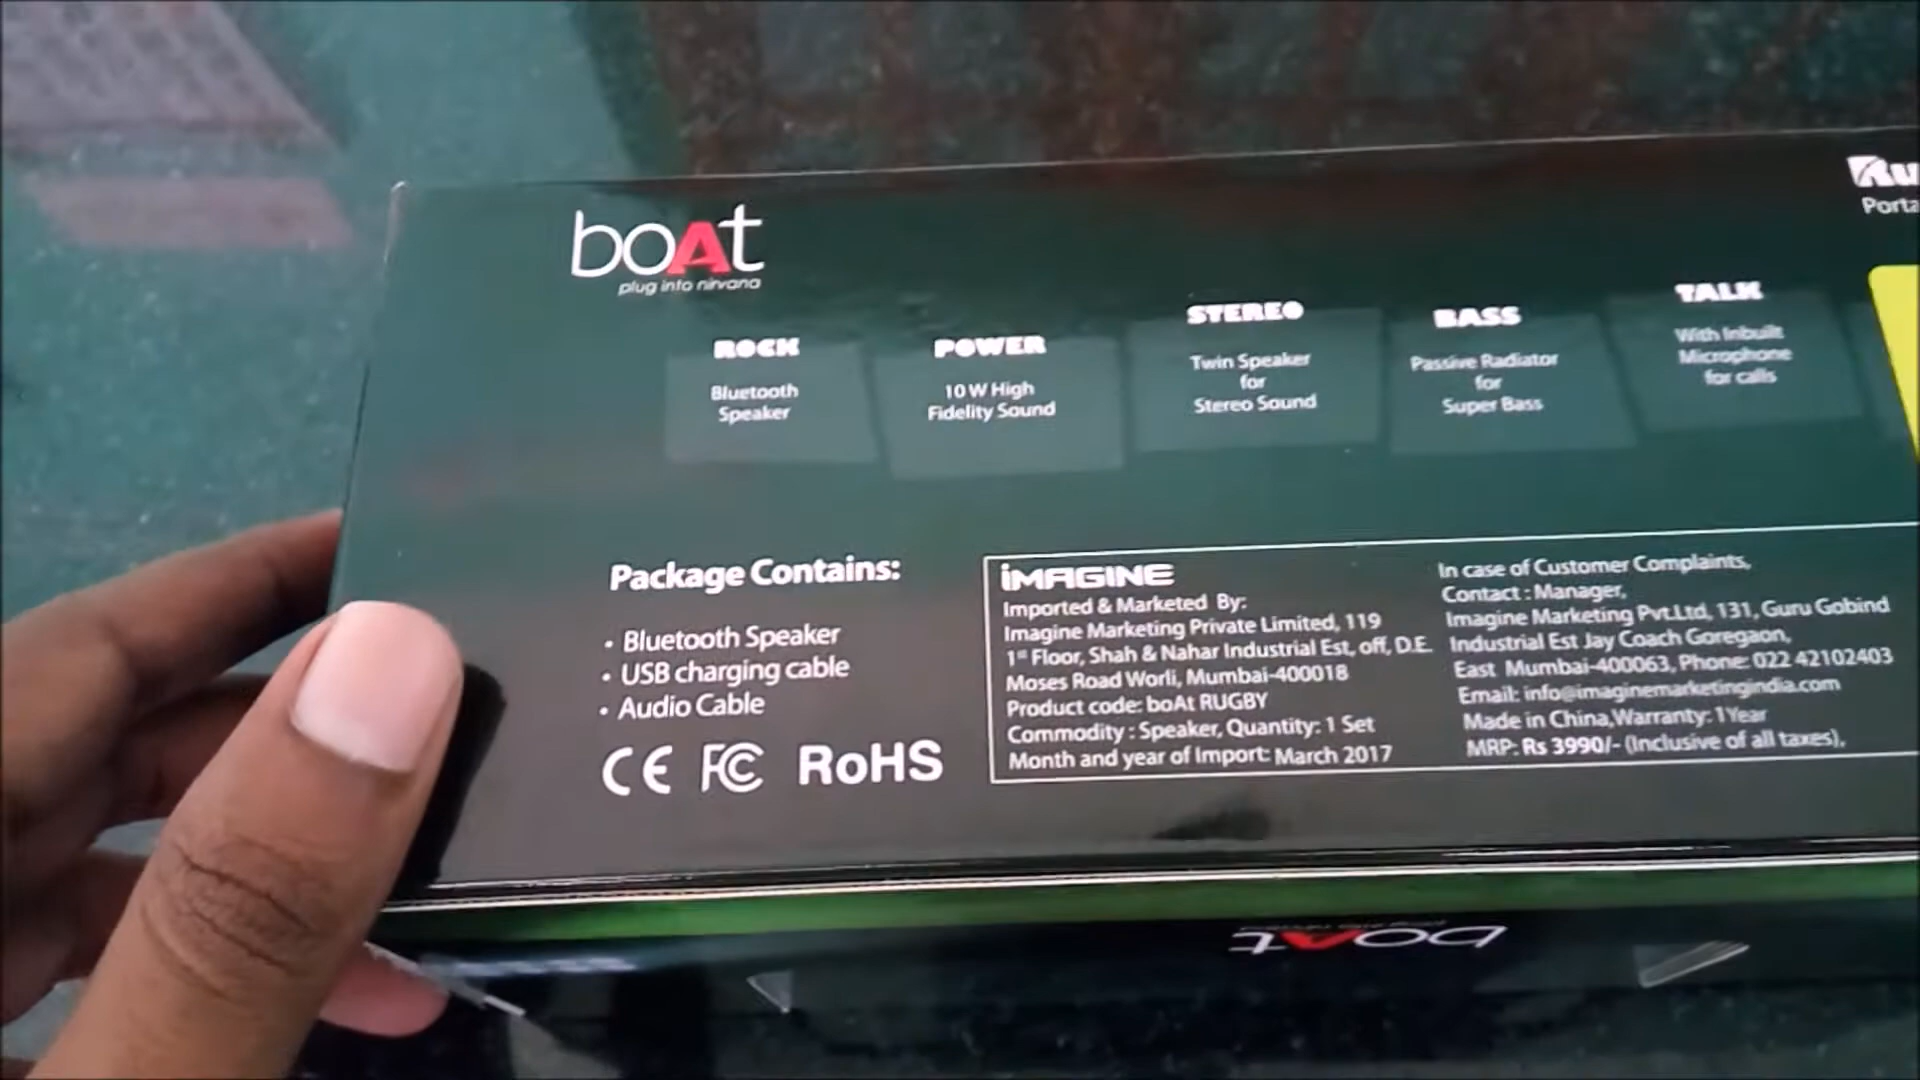 boAt
plug into nirvana
Ru
Porta
ROCK
Bluetooth
Speaker
POWER
10 W High
Fidelity Sound
STEREO
Twin Speaker
for
Stereo Sound
BASS
Passive Radiator
for
Super Bass
TALK
With Inbuilt
Microphone
for calls
Package Contains:
• Bluetooth Speaker
• USB charging cable
• Audio Cable
CE FC RoHS
iMAGINE
Imported & Marketed By:
Imagine Marketing Private Limited, 119
1st Floor, Shah & Nahar Industrial Est, off, D.E.
Moses Road Worli, Mumbai-400018
Product code: boAt RUGBY
Commodity : Speaker, Quantity: 1 Set
Month and year of Import: March 2017
In case of Customer Complaints,
Contact : Manager,
Imagine Marketing Pvt.Ltd, 131, Guru Gobind
Industrial Est Jay Coach Goregaon,
East Mumbai-400063, Phone: 022 42102403
Email: info@imaginemarketingindia.com
Made in China,Warranty: 1Year
MRP: Rs 3990/- (Inclusive of all taxes),
boAt